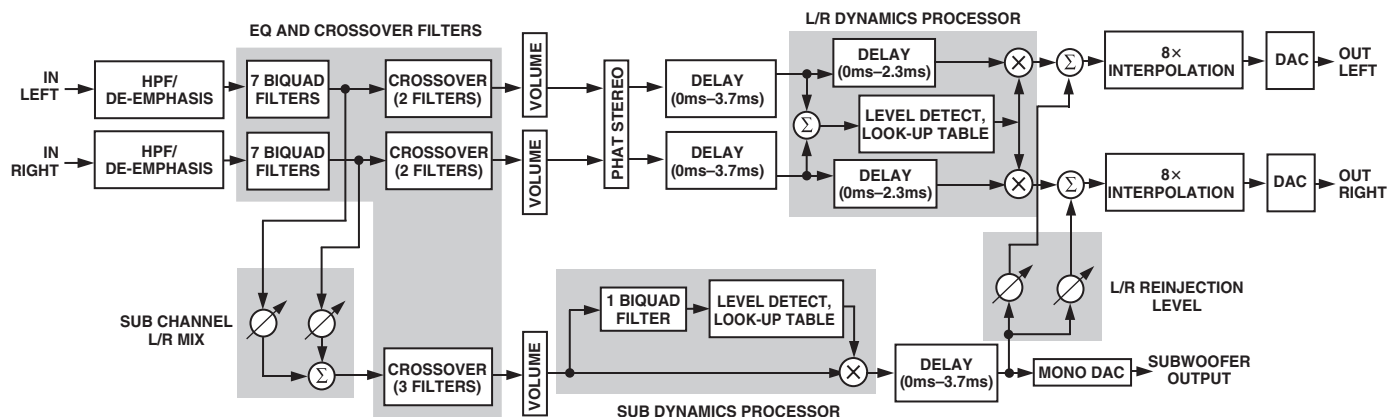 EQ AND CROSSOVER FILTERS
L/R DYNAMICS PROCESSOR
IN
LEFT
HPF/
DE-EMPHASIS
7 BIQUAD
FILTERS
CROSSOVER
(2 FILTERS)
VOLUME
PHAT STEREO
DELAY
(0ms–3.7ms)
DELAY
(0ms–2.3ms)
×
Σ
8×
INTERPOLATION
DAC
OUT
LEFT
Σ
LEVEL DETECT,
LOOK-UP TABLE
IN
RIGHT
HPF/
DE-EMPHASIS
7 BIQUAD
FILTERS
CROSSOVER
(2 FILTERS)
VOLUME
DELAY
(0ms–3.7ms)
DELAY
(0ms–2.3ms)
×
Σ
8×
INTERPOLATION
DAC
OUT
RIGHT
SUB CHANNEL
L/R MIX
Σ
CROSSOVER
(3 FILTERS)
VOLUME
1 BIQUAD
FILTER
LEVEL DETECT,
LOOK-UP TABLE
×
SUB DYNAMICS PROCESSOR
DELAY
(0ms–3.7ms)
L/R REINJECTION
LEVEL
MONO DAC
SUBWOOFER
OUTPUT